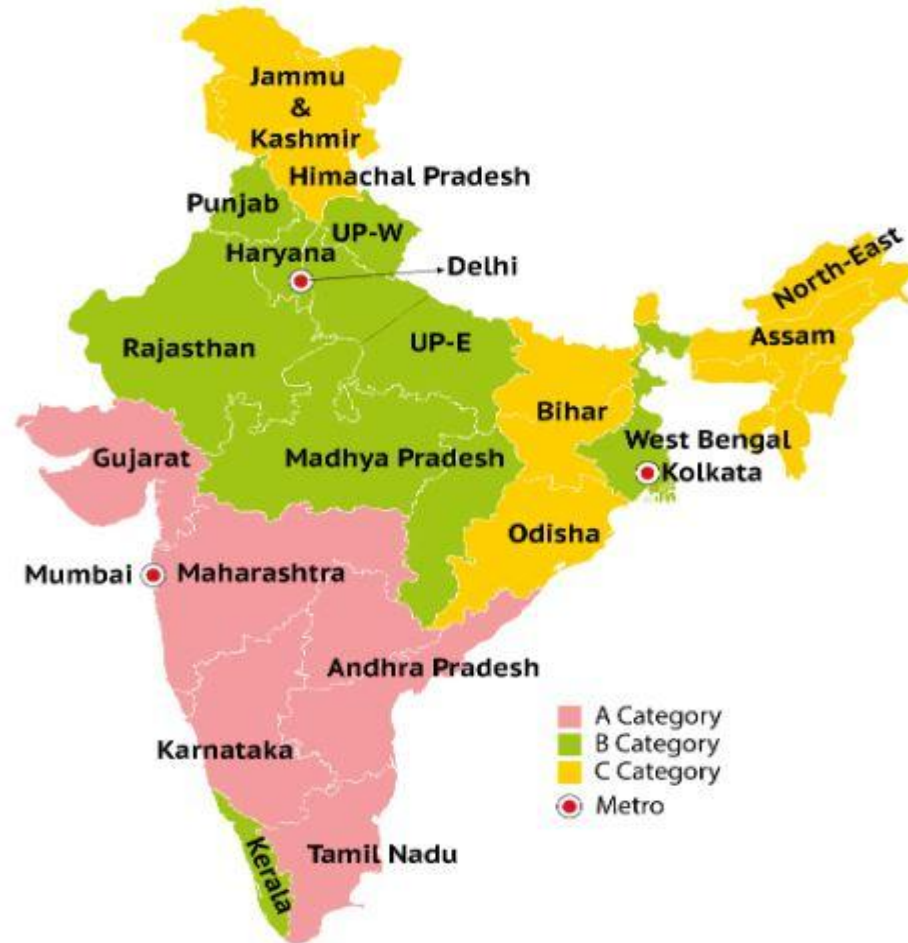 Jammu
&
Kashmir
Himachal Pradesh
Punjab
UP-W
Haryana
Delhi
North-East
Rajasthan
UP-E
Assam
Bihar
Gujarat
Madhya Pradesh
West Bengal
Kolkata
Odisha
Mumbai
Maharashtra
Andhra Pradesh
Karnataka
Kerala
Tamil Nadu
A Category
B Category
C Category
Metro